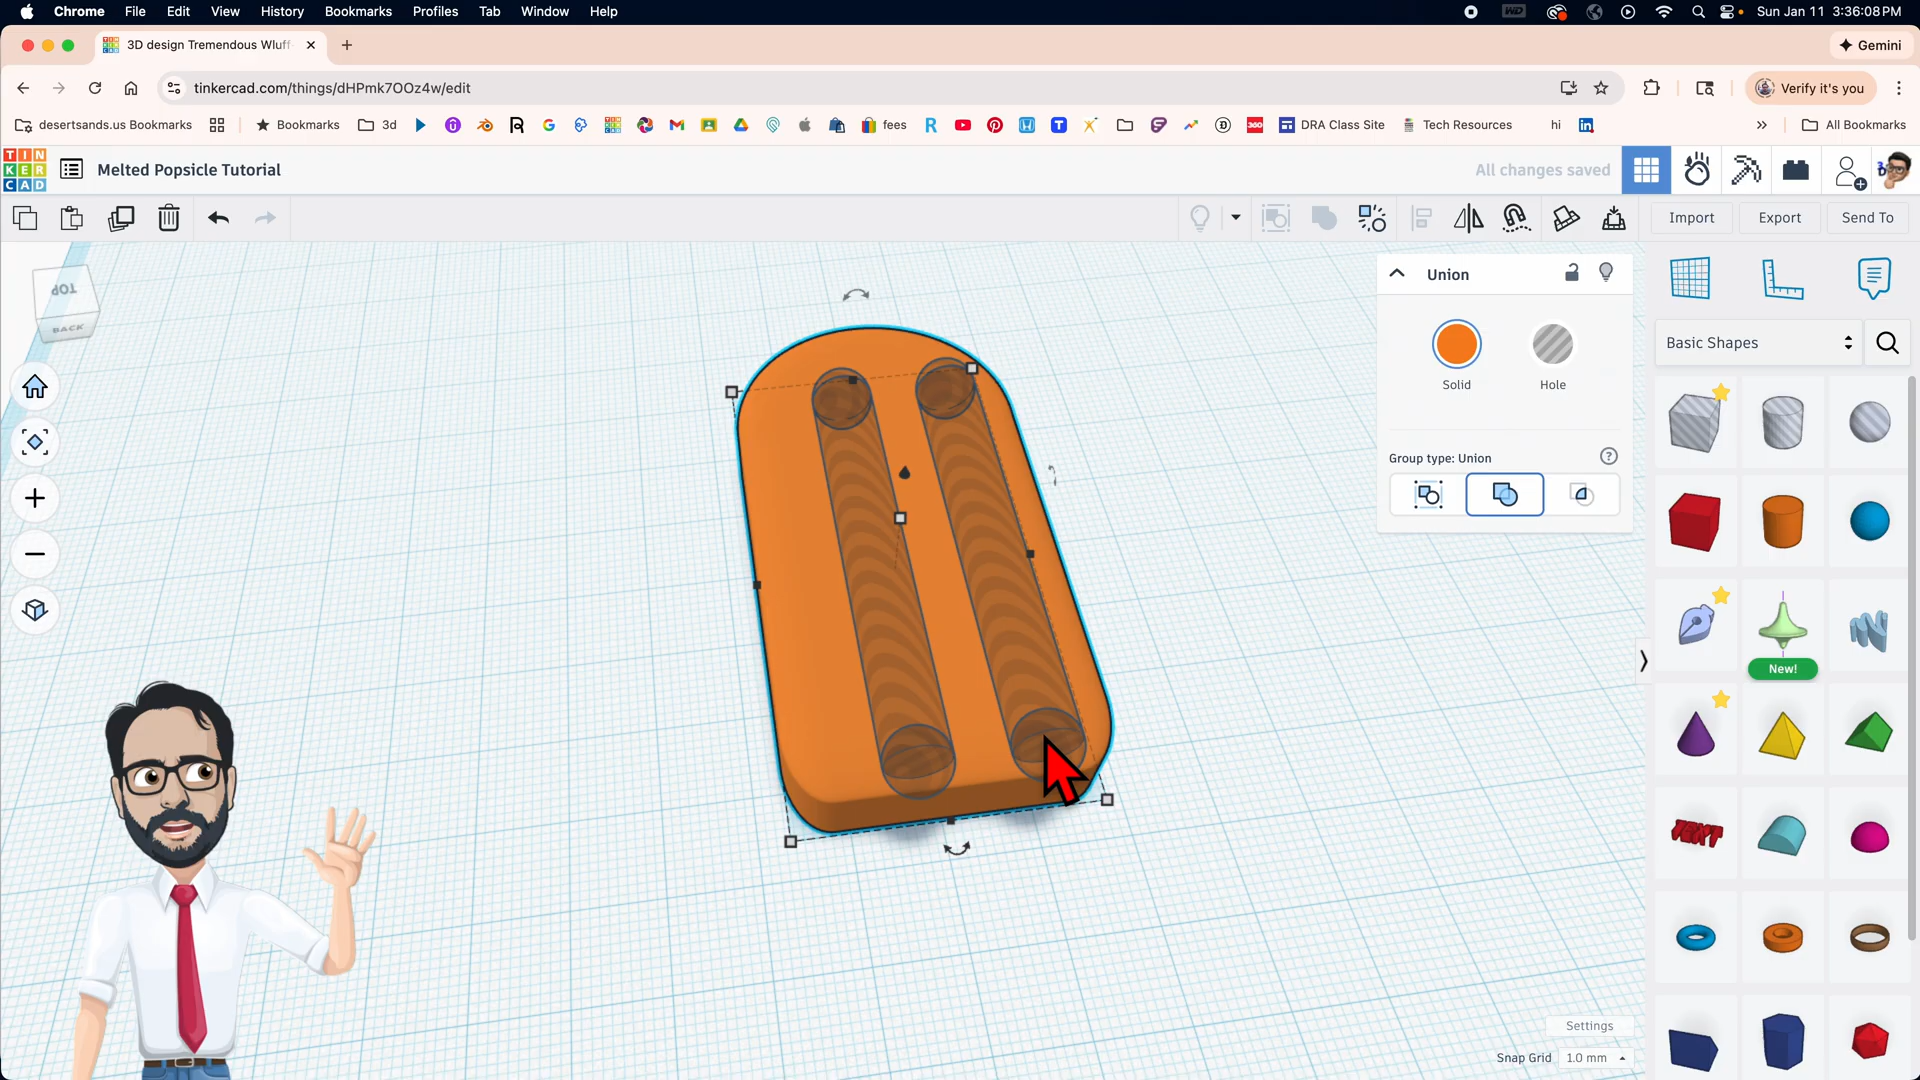 Chrome File Edit View History Bookmarks Profiles Tab Window Help
Sun Jan 11 3:36:08 PM
3D design Tremendous Wluff
Gemini
tinkercad.com/things/dHPmk7OOz4w/edit
Verify it's you
desertsands.us Bookmarks
Bookmarks
3d
fees
DRA Class Site
Tech Resources
hi
All Bookmarks
TIN
KER
CAD
Melted Popsicle Tutorial
All changes saved
Import
Export
Send To
TOP
BACK
Union
Solid
Hole
Group type: Union
Basic Shapes
New!
TEXT
Settings
Snap Grid 1.0 mm